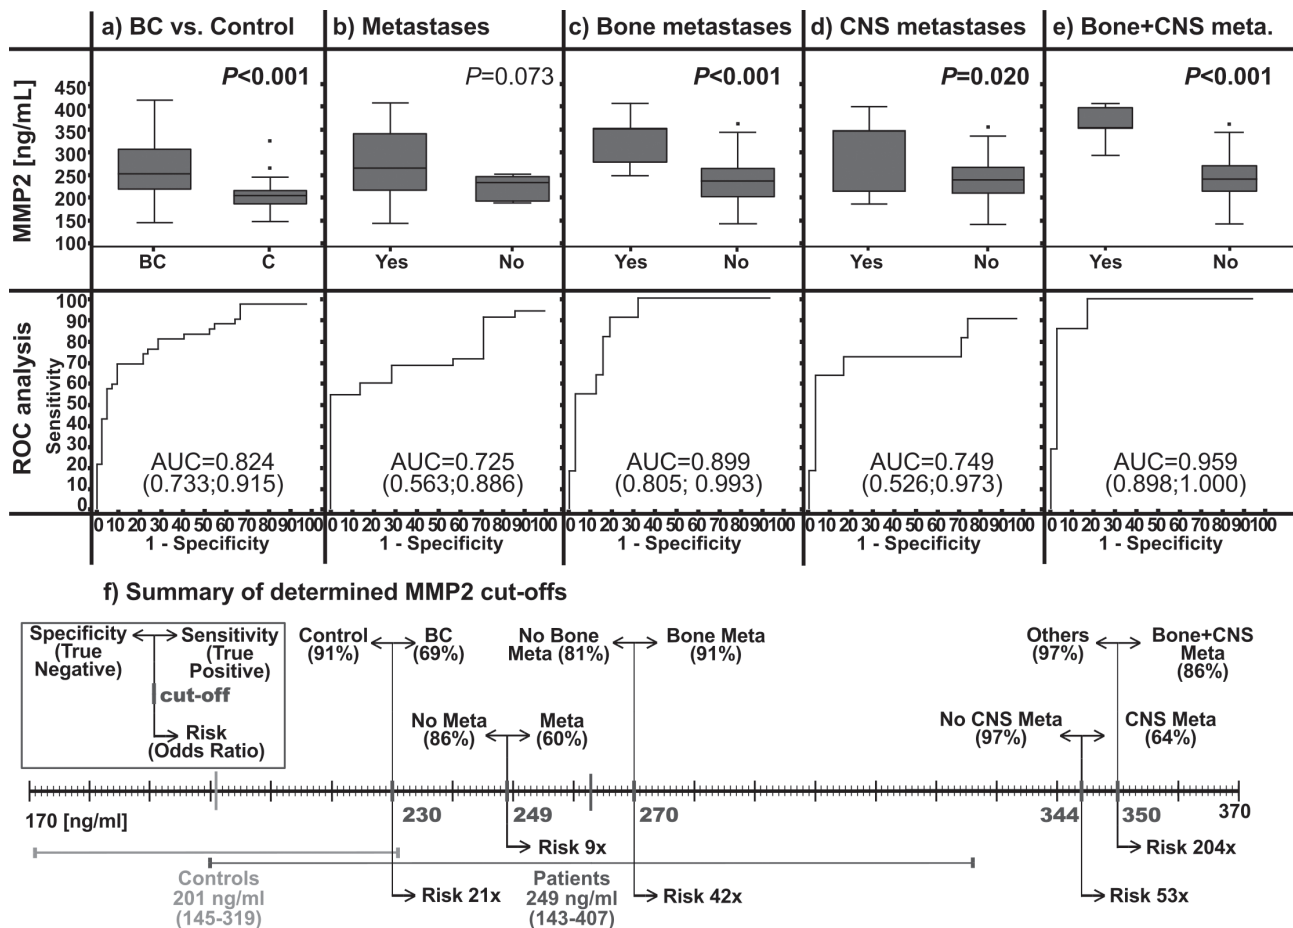 a) BC vs. Control
b) Metastases
c) Bone metastases
d) CNS metastases
e) Bone+CNS meta.
MMP2 [ng/mL]
450
400
350
300
250
200
150
100
P<0.001
BC
C
P=0.073
Yes
No
P<0.001
Yes
No
P=0.020
Yes
No
P<0.001
Yes
No
ROC analysis
Sensitivity
100
90
80
70
60
50
40
30
20
10
0
AUC=0.824
(0.733;0.915)
0 10 20 30 40 50 60 70 80 90 100
1 - Specificity
AUC=0.725
(0.563;0.886)
0 10 20 30 40 50 60 70 80 90 100
1 - Specificity
AUC=0.899
(0.805; 0.993)
0 10 20 30 40 50 60 70 80 90 100
1 - Specificity
AUC=0.749
(0.526;0.973)
0 10 20 30 40 50 60 70 80 90 100
1 - Specificity
AUC=0.959
(0.898;1.000)
0 10 20 30 40 50 60 70 80 90 100
1 - Specificity
f) Summary of determined MMP2 cut-offs
Specificity
(True
Negative)
Sensitivity
(True
Positive)
cut-off
Risk
(Odds Ratio)
Control
(91%)
BC
(69%)
No Bone
Meta (81%)
Bone Meta
(91%)
Others
(97%)
Bone+CNS
Meta
(86%)
No Meta
(86%)
Meta
(60%)
No CNS Meta
(97%)
CNS Meta
(64%)
170 [ng/ml]
230
249
270
344
350
370
Risk 9x
Risk 204x
Risk 21x
Risk 42x
Risk 53x
Controls
201 ng/ml
(145-319)
Patients
249 ng/ml
(143-407)